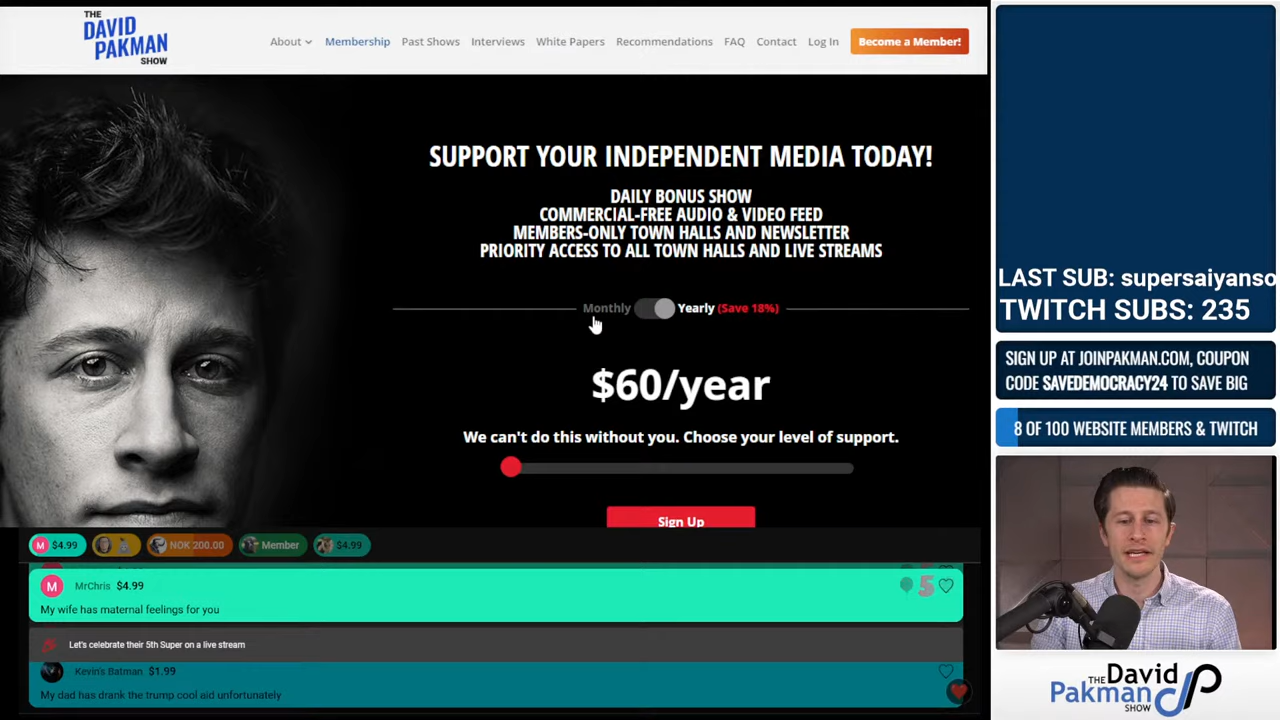 THE
DAVID
PAKMAN
SHOW
About
Membership
Past Shows
Interviews
White Papers
Recommendations
FAQ
Contact
Log In
Become a Member!
SUPPORT YOUR INDEPENDENT MEDIA TODAY!
DAILY BONUS SHOW
COMMERCIAL-FREE AUDIO & VIDEO FEED
MEMBERS-ONLY TOWN HALLS AND NEWSLETTER
PRIORITY ACCESS TO ALL TOWN HALLS AND LIVE STREAMS
Monthly Yearly (Save 18%)
$60/year
We can't do this without you. Choose your level of support.
Sign Up
M $4.99
NOK 200.00
Member
$4.99
M MrChris $4.99
5
My wife has maternal feelings for you
Let's celebrate their 5th Super on a live stream
Kevin's Batman $1.99
My dad has drank the trump cool aid unfortunately
LAST SUB: supersaiyanso
TWITCH SUBS: 235
SIGN UP AT JOINPAKMAN.COM, COUPON
CODE SAVEDEMOCRACY24 TO SAVE BIG
8 OF 100 WEBSITE MEMBERS & TWITCH
THE David
Pakman
SHOW